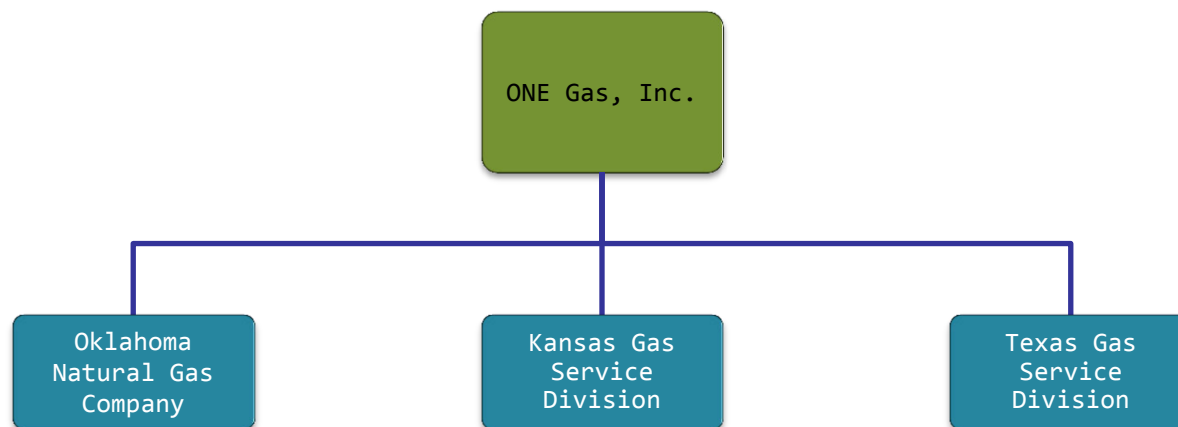 ONE Gas, Inc.
Oklahoma
Natural Gas
Company
Kansas Gas
Service
Division
Texas Gas
Service
Division